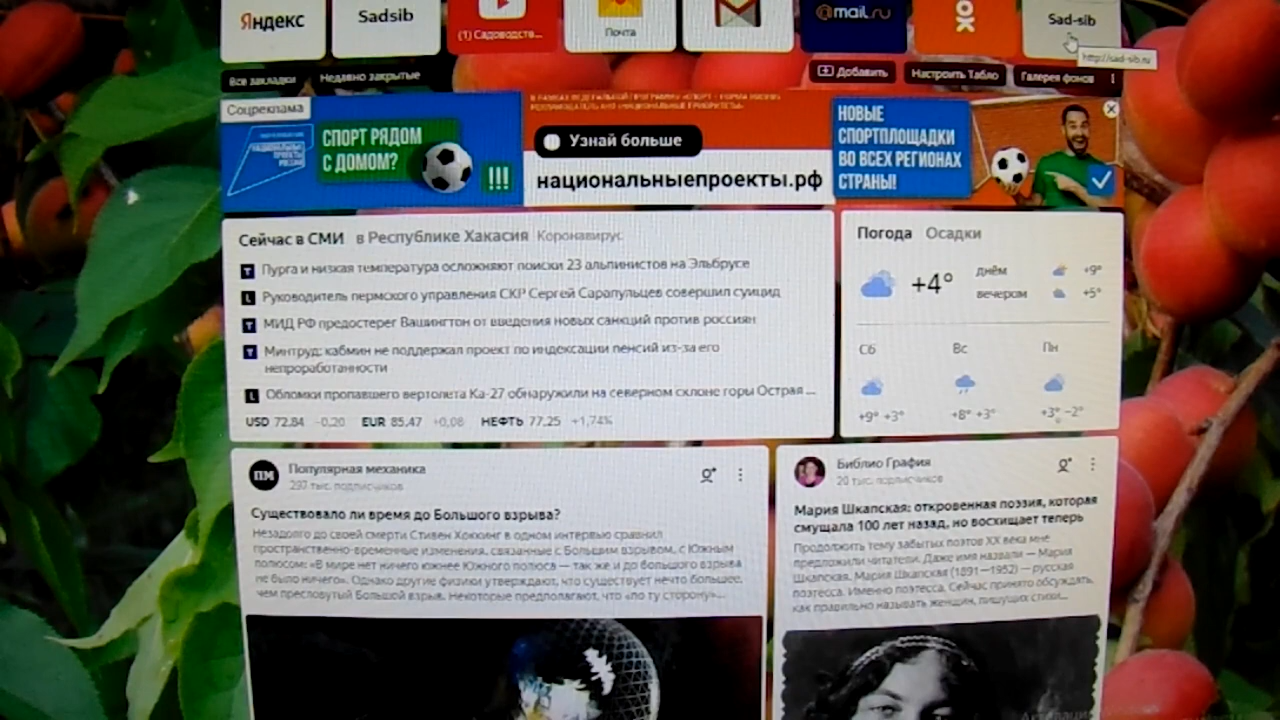 Яндекс
Sadsib
(1) Садоводств...
Почта
@mail.ru
Sad-sib
http://sad-sib.ru
Все закладки
Недавно закрытые
Добавить
Настроить Табло
Галерея фонов
Соцреклама
СПОРТ РЯДОМ
С ДОМОМ?
!!!
Узнай больше
национальныепроекты.рф
НОВЫЕ
СПОРТПЛОЩАДКИ
ВО ВСЕХ РЕГИОНАХ
СТРАНЫ!
Сейчас в СМИ в Республике Хакасия Коронавирус
Пурга и низкая температура осложняют поиски 23 альпинистов на Эльбрусе
Руководитель пермского управления СКР Сергей Сарапульцев совершил суицид
МИД РФ предостерег Вашингтон от введения новых санкций против россиян
Минтруд: кабмин не поддержал проект по индексации пенсий из-за его
непроработанности
Обломки пропавшего вертолета Ка-27 обнаружили на северном склоне горы Острая ...
USD 72,84 -0,20 EUR 85,47 +0,08 НЕФТЬ 77,25 +1,74%
Погода Осадки
+4°
днём +9°
вечером +5°
Сб Вс Пн
+9° +3° +8° +3° +3° -2°
ПМ
Популярная механика
297 тыс. подписчиков
Существовало ли время до Большого взрыва?
Незадолго до своей смерти Стивен Хокинг в одном интервью сравнил
пространственно-временные изменения, связанные с Большим взрывом, с Южным
полюсом: «В мире нет ничего южнее Южного полюса — так же и до большого взрыва
не было ничего». Однако другие физики утверждают, что существует нечто большее,
чем пресловутый Большой взрыв. Некоторые предполагают, что «по ту сторону»...
Библио Графия
20 тыс. подписчиков
Мария Шкапская: откровенная поэзия, которая
смущала 100 лет назад, но восхищает теперь
Продолжить тему забытых поэтов XX века мне
предложили читатели. Даже имя назвали — Мария
Шкапская. Мария Шкапская (1891—1952) — русская
поэтесса. Именно поэтесса. Сейчас принято обсуждать,
как правильно называть женщин, пишущих стихи...